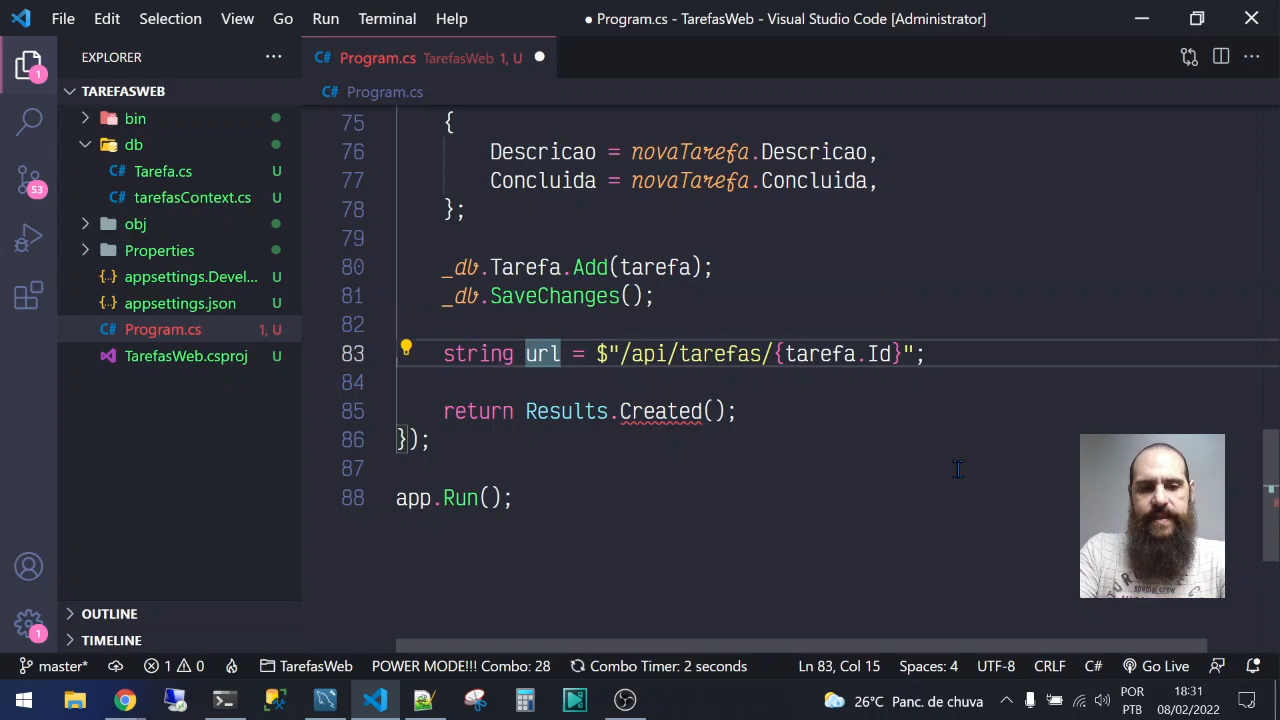 File Edit Selection View Go Run Terminal Help ● Program.cs - TarefasWeb - Visual Studio Code [Administrator]
EXPLORER ···
1
C# Program.cs TarefasWeb 1, U ●
TAREFASWEB
C# Program.cs
bin
db
C# Tarefa.cs U
C# tarefasContext.cs U
53
obj
Properties
{··} appsettings.Devel... U
{··} appsettings.json U
C# Program.cs 1, U
TarefasWeb.csproj U
75 {
76 Descricao = novaTarefa.Descricao,
77 Concluida = novaTarefa.Concluida,
78 };
79
80 _db.Tarefa.Add(tarefa);
81 _db.SaveChanges();
82
83 string url = $"/api/tarefas/{tarefa.Id}";
84
85 return Results.Created();
86 });
87
88 app.Run();
OUTLINE
1
TIMELINE
master* 1 0 TarefasWeb POWER MODE!!! Combo: 28 Combo Timer: 2 seconds Ln 83, Col 15 Spaces: 4 UTF-8 CRLF C# Go Live
26°C Panc. de chuva POR PTB 18:31 08/02/2022